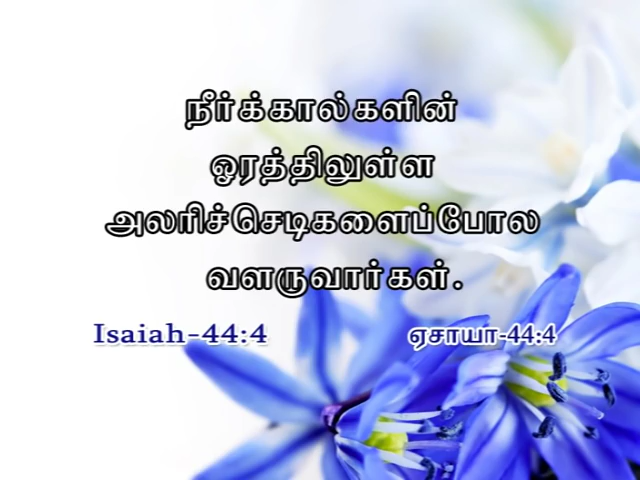 நீர்க்கால்களின்
ஓரத்திலுள்ள
அலரிச்செடிகளைப்போல
வளருவார்கள்.
Isaiah-44:4 ஏசாயா-44:4